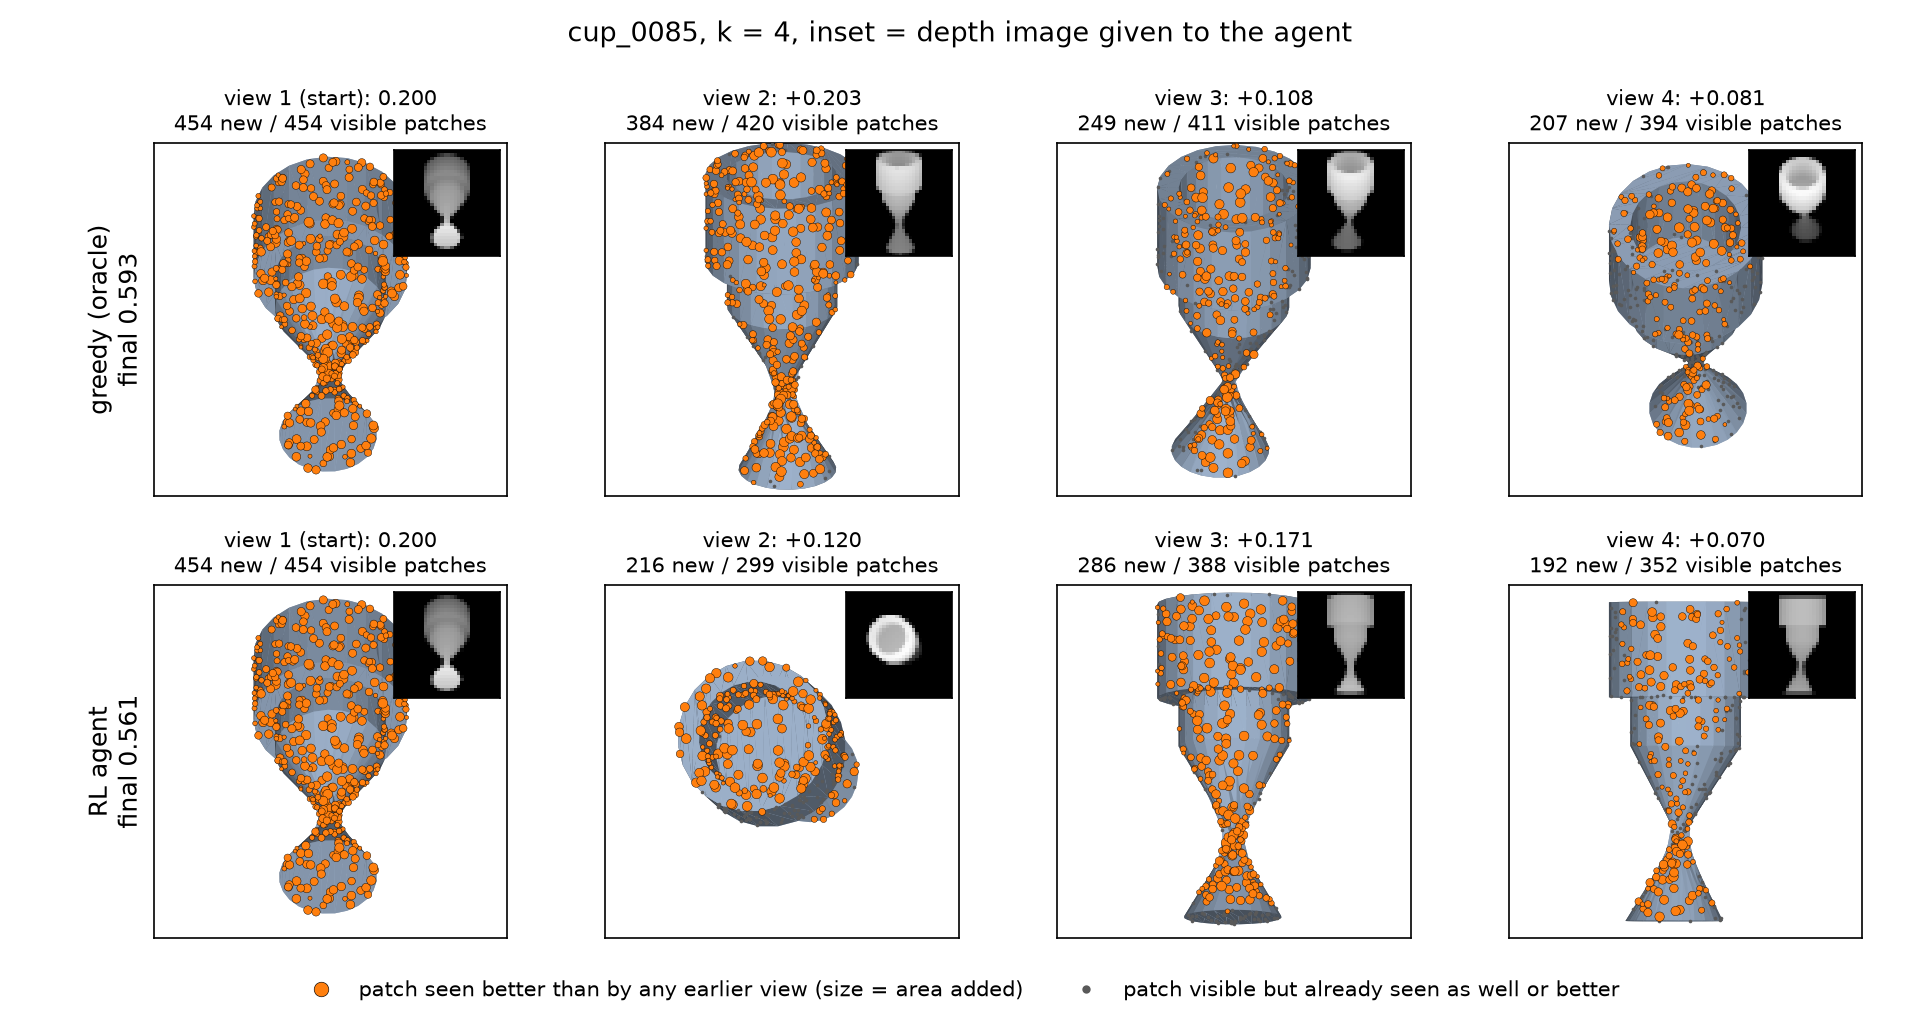 cup_0085, k = 4, inset = depth image given to the agent
view 1 (start): 0.200
454 new / 454 visible patches
view 2: +0.203
384 new / 420 visible patches
view 3: +0.108
249 new / 411 visible patches
view 4: +0.081
207 new / 394 visible patches
greedy (oracle)
final 0.593
view 1 (start): 0.200
454 new / 454 visible patches
view 2: +0.120
216 new / 299 visible patches
view 3: +0.171
286 new / 388 visible patches
view 4: +0.070
192 new / 352 visible patches
RL agent
final 0.561
patch seen better than by any earlier view (size = area added)
patch visible but already seen as well or better